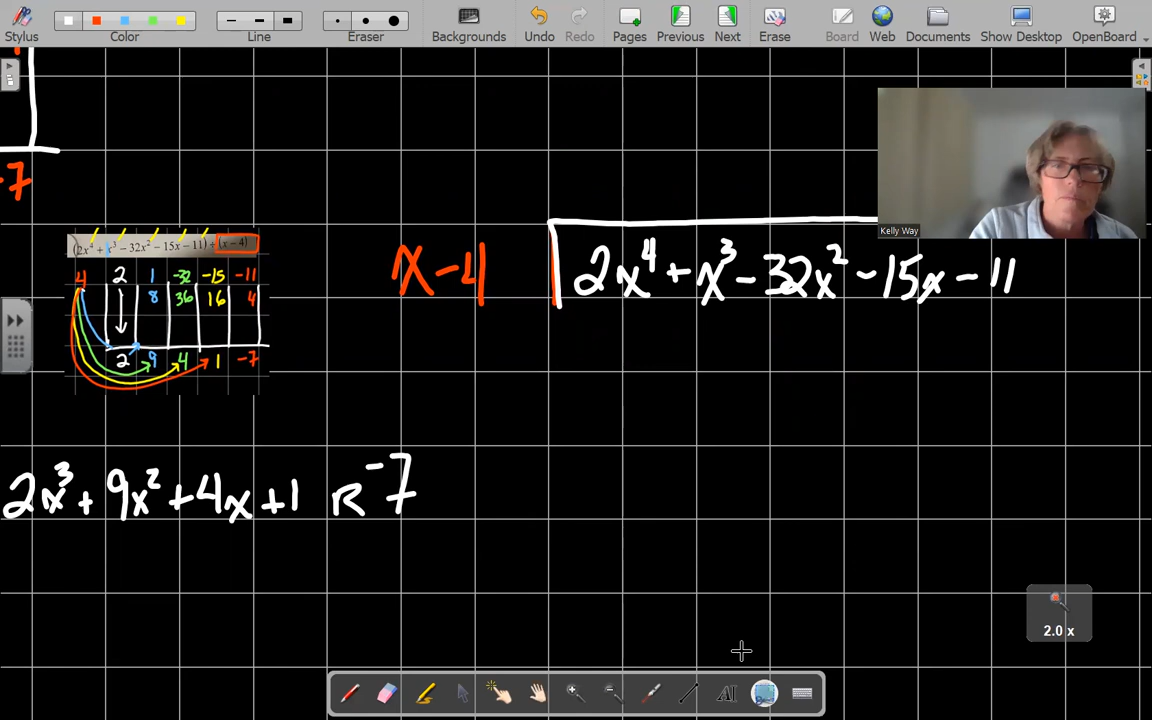 Stylus Color Line Eraser Backgrounds Undo Redo Pages Previous Next Erase Board Web Documents Show Desktop OpenBoard
-7
Kelly Way
(2x⁴ + x³ − 32x² − 15x − 11) ÷ (x − 4)
x-4 2x⁴+x³-32x²-15x-11
4 2 1 -32 -15 -11
8 36 16 4
2 9 4 1 -7
2x³+9x²+4x+1 R -7
2.0 x
AI